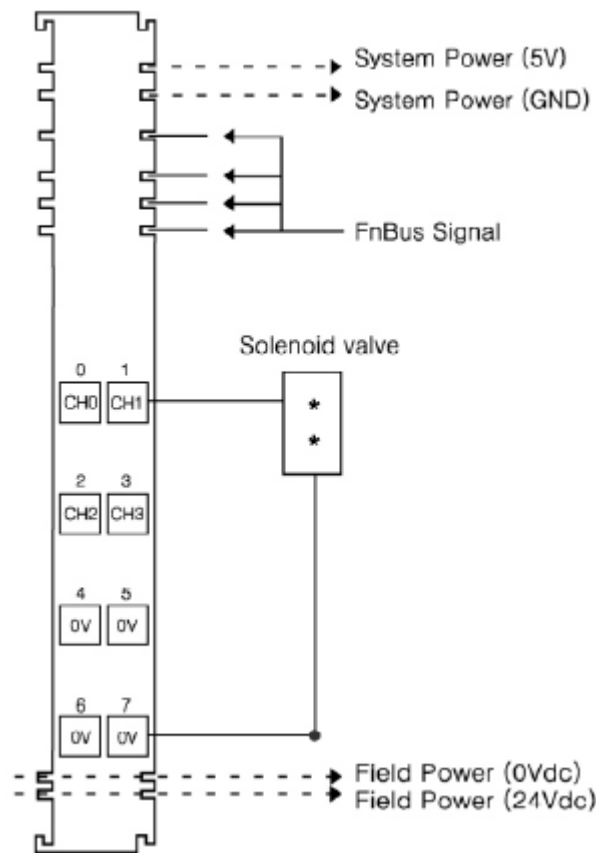 System Power (5V)
System Power (GND)
FnBus Signal
Solenoid valve
0 1
CH0 CH1
*
*
2 3
CH2 CH3
4 5
0V 0V
6 7
0V 0V
Field Power (0Vdc)
Field Power (24Vdc)